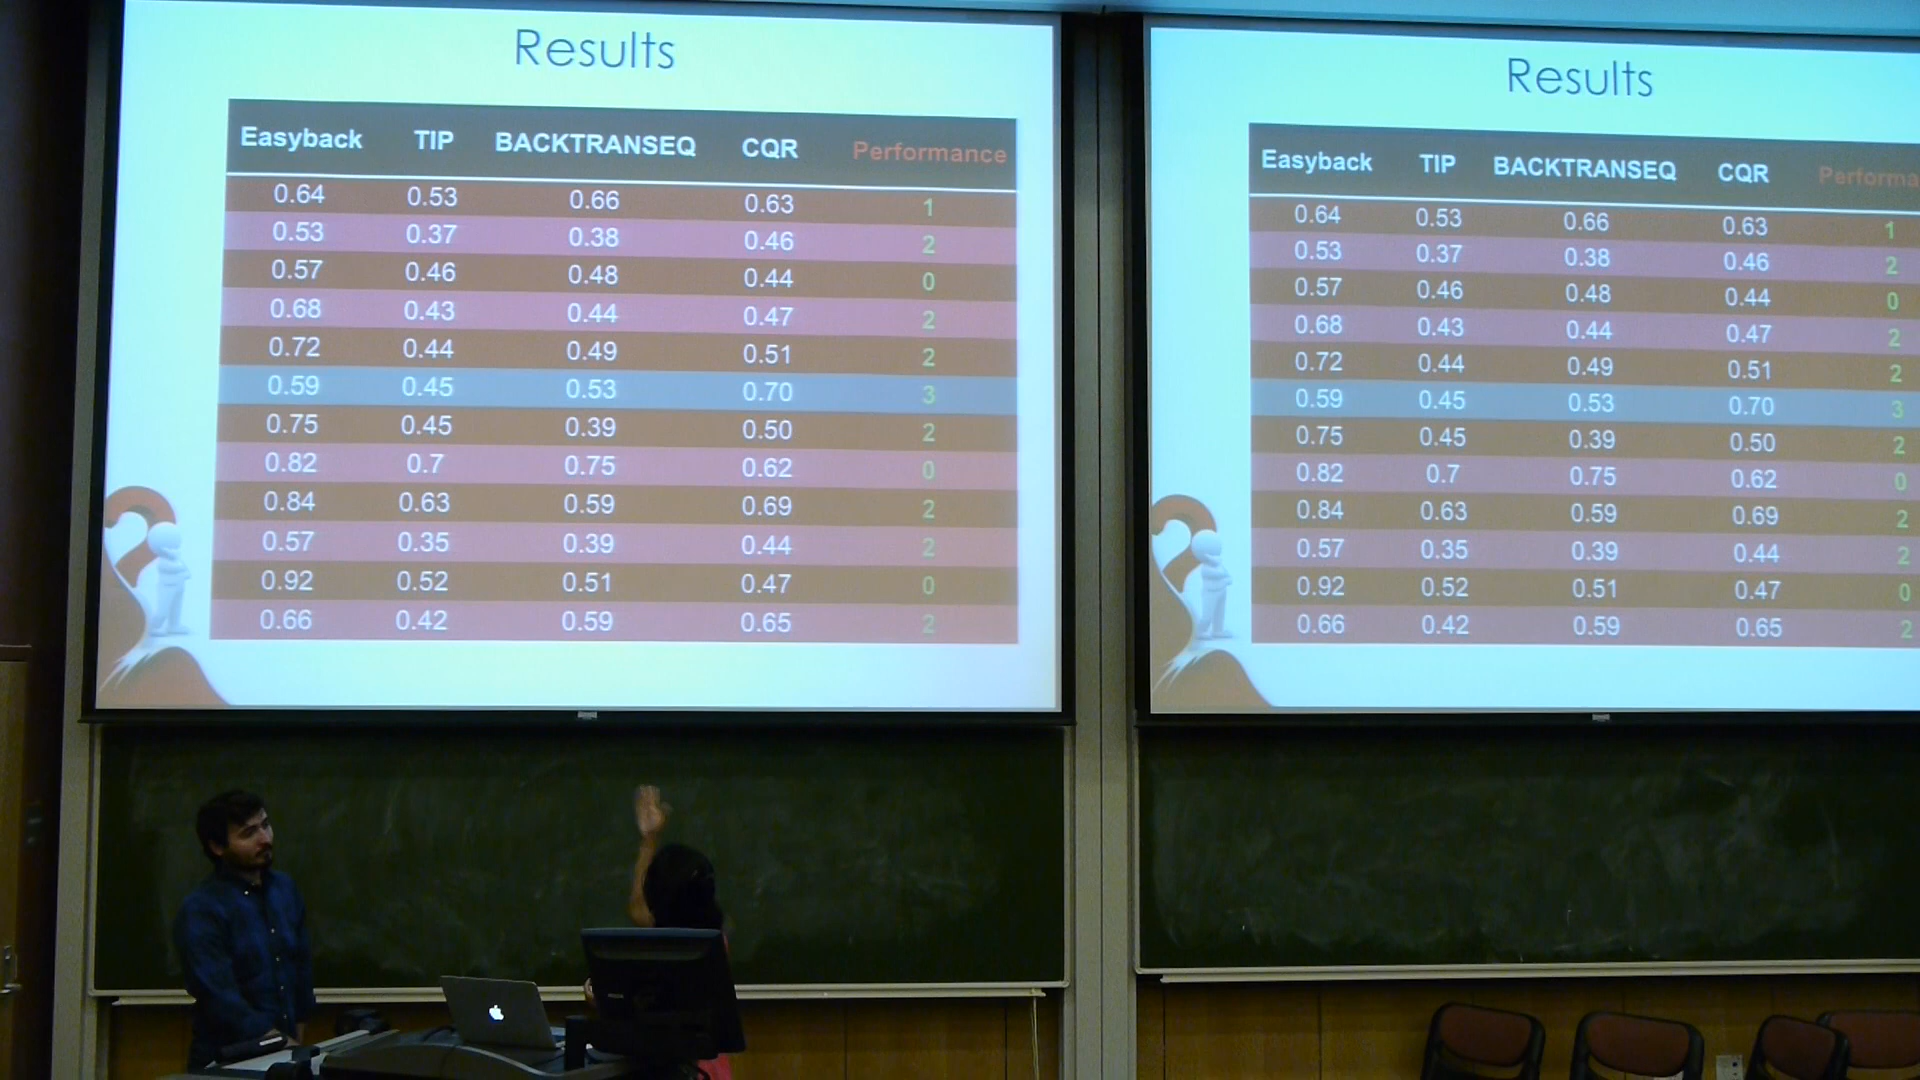 Results
Easyback TIP BACKTRANSEQ CQR Performance
0.64 0.53 0.66 0.63 1
0.53 0.37 0.38 0.46 2
0.57 0.46 0.48 0.44 0
0.68 0.43 0.44 0.47 2
0.72 0.44 0.49 0.51 2
0.59 0.45 0.53 0.70 3
0.75 0.45 0.39 0.50 2
0.82 0.7 0.75 0.62 0
0.84 0.63 0.59 0.69 2
0.57 0.35 0.39 0.44 2
0.92 0.52 0.51 0.47 0
0.66 0.42 0.59 0.65 2
Results
Easyback TIP BACKTRANSEQ CQR Performa
0.64 0.53 0.66 0.63 1
0.53 0.37 0.38 0.46 2
0.57 0.46 0.48 0.44 0
0.68 0.43 0.44 0.47 2
0.72 0.44 0.49 0.51 2
0.59 0.45 0.53 0.70 3
0.75 0.45 0.39 0.50 2
0.82 0.7 0.75 0.62 0
0.84 0.63 0.59 0.69 2
0.57 0.35 0.39 0.44 2
0.92 0.52 0.51 0.47 0
0.66 0.42 0.59 0.65 2